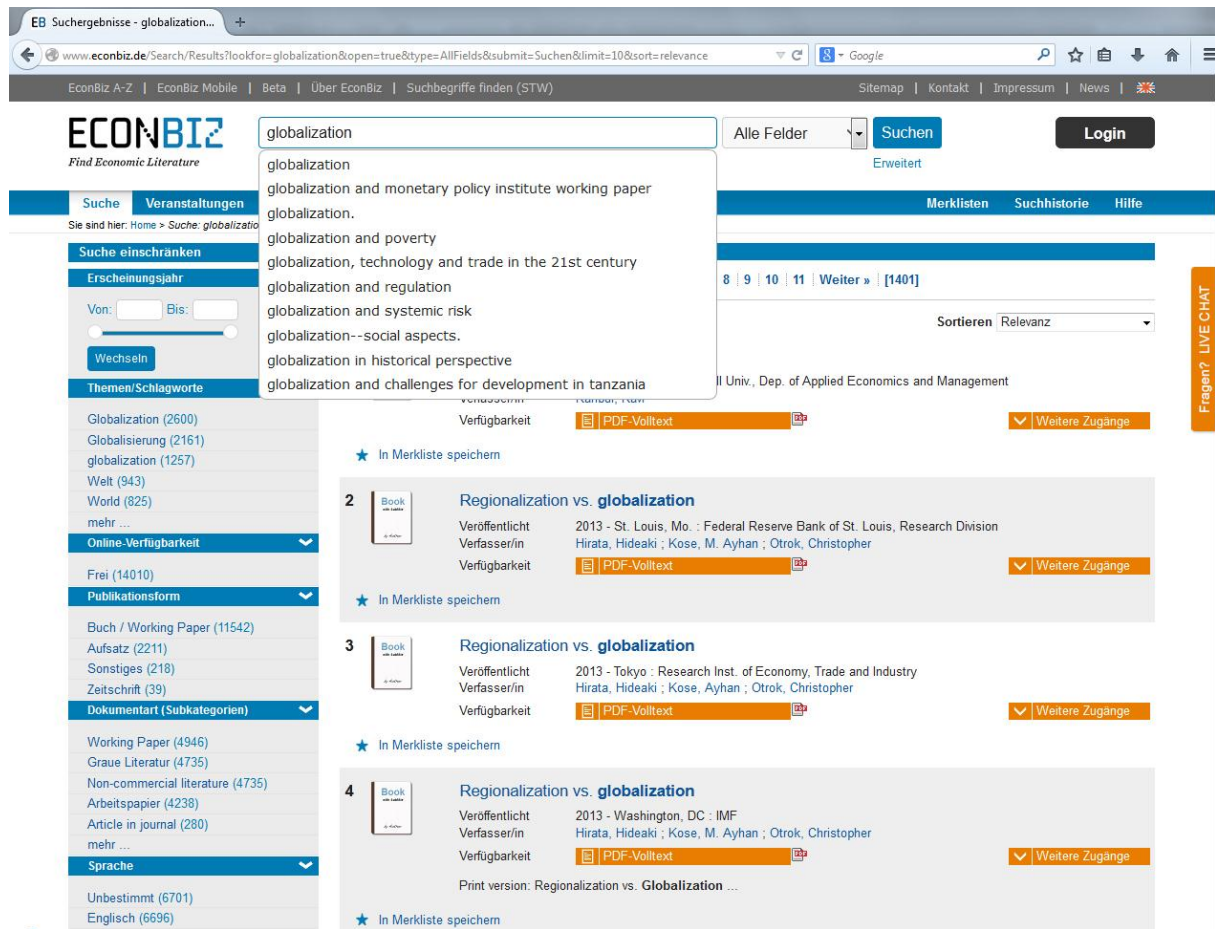 EB Suchergebnisse - globalization... +
www.econbiz.de/Search/Results?lookfor=globalization&open=true&type=AllFields&submit=Suchen&limit=10&sort=relevance
8 Google
EconBiz A-Z | EconBiz Mobile | Beta | Über EconBiz | Suchbegriffe finden (STW)
Sitemap | Kontakt | Impressum | News |
ECONBIZ
Find Economic Literature
globalization
Alle Felder
Suchen
Erweitert
Login
globalization
globalization and monetary policy institute working paper
globalization.
globalization and poverty
globalization, technology and trade in the 21st century
globalization and regulation
globalization and systemic risk
globalization--social aspects.
globalization in historical perspective
globalization and challenges for development in tanzania
Suche Veranstaltungen
Merklisten Suchhistorie Hilfe
Sie sind hier: Home > Suche: globalizatio
Suche einschränken
Erscheinungsjahr
Von: Bis:
Wechseln
Themen/Schlagworte
Globalization (2600)
Globalisierung (2161)
globalization (1257)
Welt (943)
World (825)
mehr ...
Online-Verfügbarkeit
Frei (14010)
Publikationsform
Buch / Working Paper (11542)
Aufsatz (2211)
Sonstiges (218)
Zeitschrift (39)
Dokumentart (Subkategorien)
Working Paper (4946)
Graue Literatur (4735)
Non-commercial literature (4735)
Arbeitspapier (4238)
Article in journal (280)
mehr ...
Sprache
Unbestimmt (6701)
Englisch (6696)
8 | 9 | 10 | 11 | Weiter » | [1401]
Sortieren Relevanz
ll Univ., Dep. of Applied Economics and Management
Verfasser/in Kanbur, Ravi
Verfügbarkeit PDF-Volltext Weitere Zugänge
In Merkliste speichern
2 Book Regionalization vs. globalization
Veröffentlicht 2013 - St. Louis, Mo. : Federal Reserve Bank of St. Louis, Research Division
Verfasser/in Hirata, Hideaki ; Kose, M. Ayhan ; Otrok, Christopher
Verfügbarkeit PDF-Volltext Weitere Zugänge
In Merkliste speichern
3 Book Regionalization vs. globalization
Veröffentlicht 2013 - Tokyo : Research Inst. of Economy, Trade and Industry
Verfasser/in Hirata, Hideaki ; Kose, Ayhan ; Otrok, Christopher
Verfügbarkeit PDF-Volltext Weitere Zugänge
In Merkliste speichern
4 Book Regionalization vs. globalization
Veröffentlicht 2013 - Washington, DC : IMF
Verfasser/in Hirata, Hideaki ; Kose, M. Ayhan ; Otrok, Christopher
Verfügbarkeit PDF-Volltext Weitere Zugänge
Print version: Regionalization vs. Globalization ...
In Merkliste speichern
Fragen? LIVE CHAT